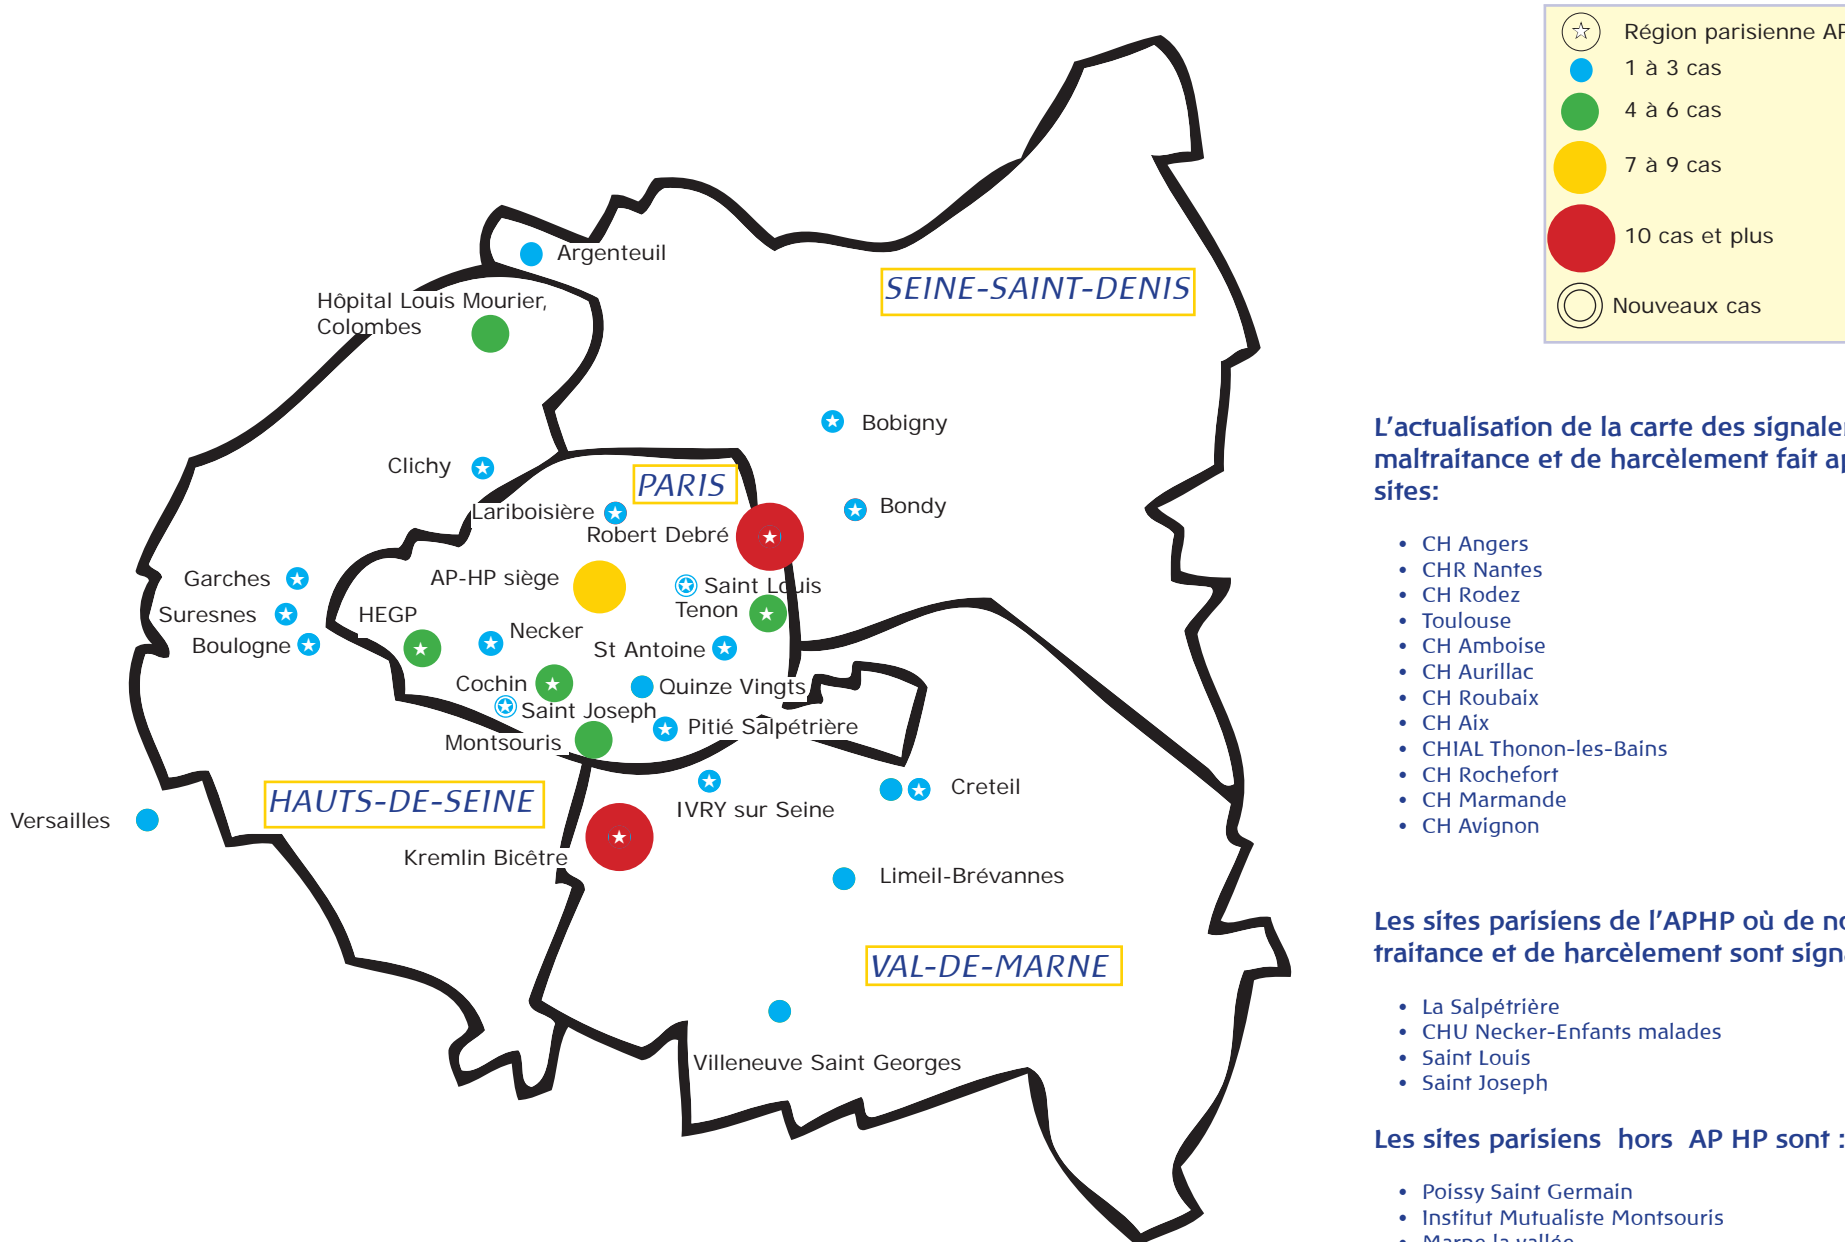 Région parisienne AP
1 à 3 cas
4 à 6 cas
7 à 9 cas
10 cas et plus
Nouveaux cas
Argenteuil
SEINE-SAINT-DENIS
Hôpital Louis Mourier,
Colombes
Bobigny
Clichy
PARIS
Lariboisière
Bondy
Robert Debré
Garches
AP-HP siège
Saint Louis
Suresnes
HEGP
Tenon
Boulogne
Necker
St Antoine
Cochin
Quinze Vingts
Saint Joseph
Pitié Salpétrière
Montsouris
Versailles
HAUTS-DE-SEINE
IVRY sur Seine
Creteil
Kremlin Bicêtre
Limeil-Brévannes
VAL-DE-MARNE
Villeneuve Saint Georges
L'actualisation de la carte des signale
maltraitance et de harcèlement fait ap
sites:
• CH Angers
• CHR Nantes
• CH Rodez
• Toulouse
• CH Amboise
• CH Aurillac
• CH Roubaix
• CH Aix
• CHIAL Thonon-les-Bains
• CH Rochefort
• CH Marmande
• CH Avignon
Les sites parisiens de l'APHP où de no
traitance et de harcèlement sont sign
• La Salpétrière
• CHU Necker-Enfants malades
• Saint Louis
• Saint Joseph
Les sites parisiens hors AP HP sont :
• Poissy Saint Germain
• Institut Mutualiste Montsouris
• Marne la vallée